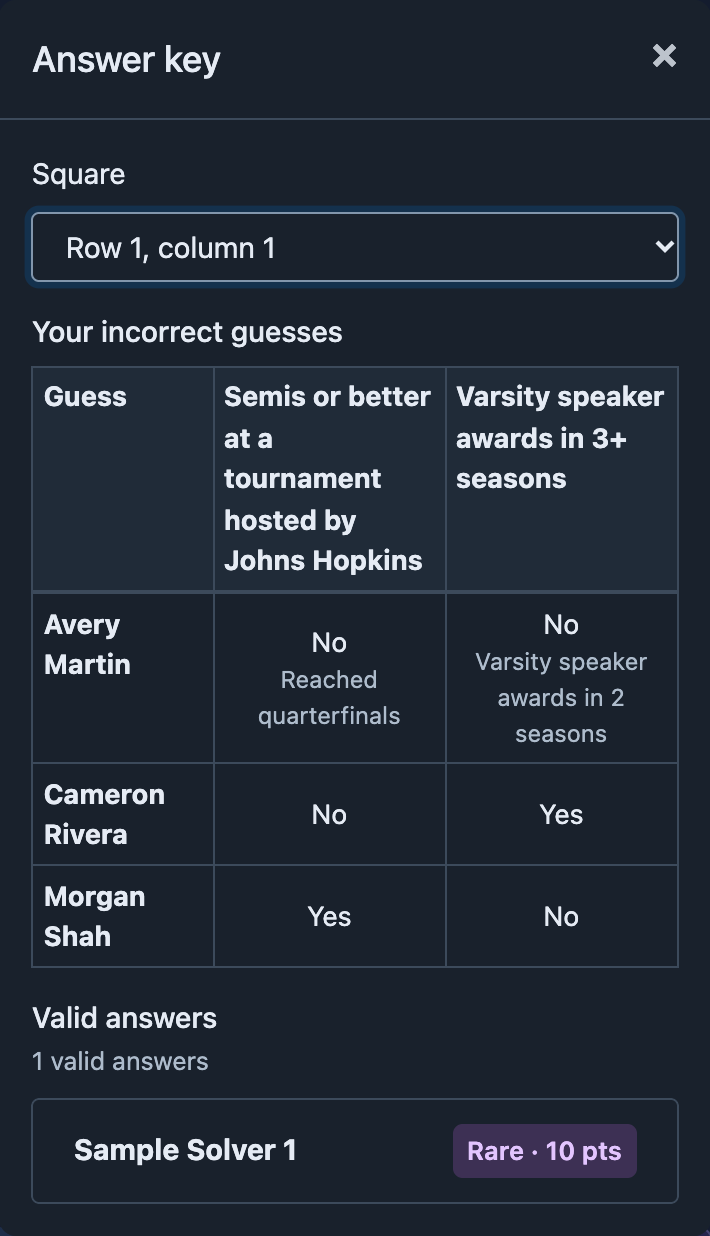 Answer key
Square
Row 1, column 1
Your incorrect guesses
Guess
Semis or better
at a
tournament
hosted by
Johns Hopkins
Varsity speaker
awards in 3+
seasons
Avery
Martin
No
Reached
quarterfinals
No
Varsity speaker
awards in 2
seasons
Cameron
Rivera
No
Yes
Morgan
Shah
Yes
No
Valid answers
1 valid answers
Sample Solver 1
Rare · 10 pts